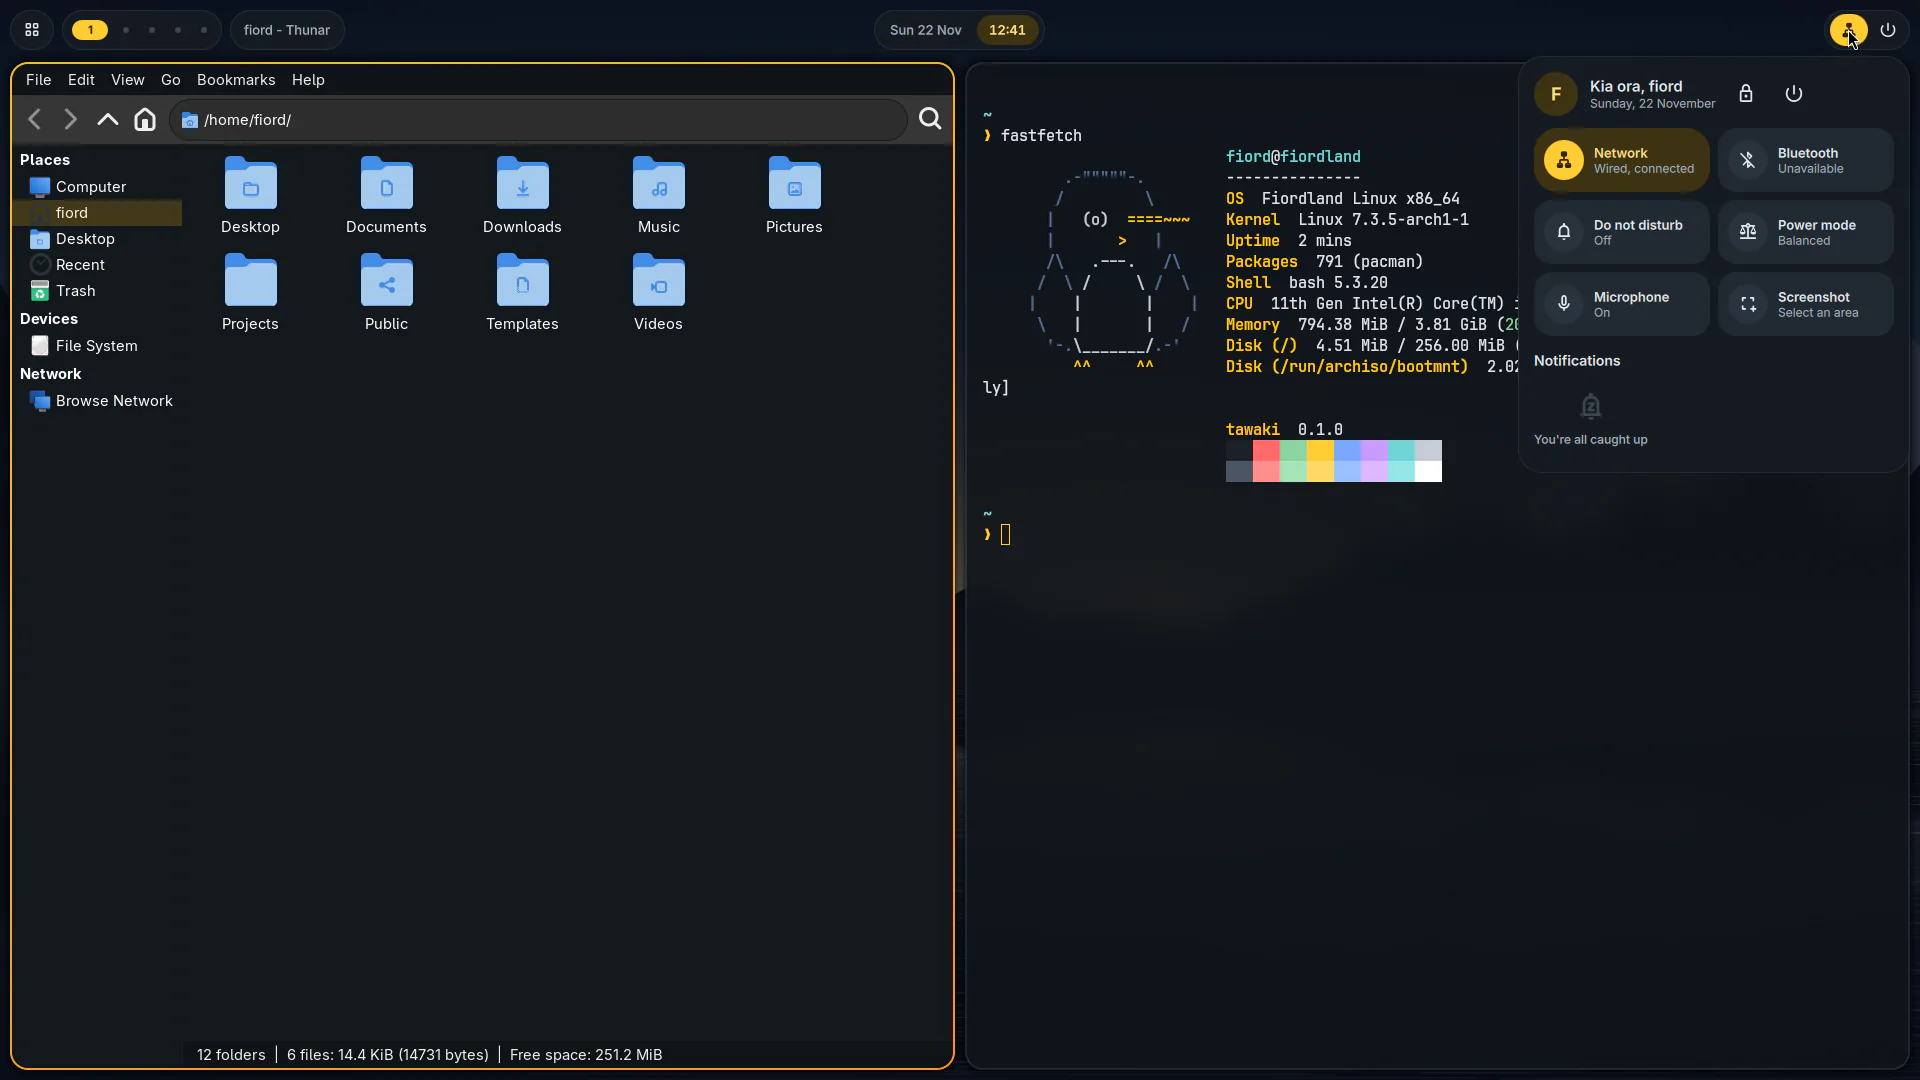 1
fiord - Thunar
Sun 22 Nov 12:41
File Edit View Go Bookmarks Help
/home/fiord/
Places
Computer
fiord
Desktop
Recent
Trash
Devices
File System
Network
Browse Network
Desktop Documents Downloads Music Pictures
Projects Public Templates Videos
12 folders | 6 files: 14.4 KiB (14731 bytes) | Free space: 251.2 MiB
~
❱ fastfetch
fiord@fiordland
---------------
OS Fiordland Linux x86_64
Kernel Linux 7.3.5-arch1-1
Uptime 2 mins
Packages 791 (pacman)
Shell bash 5.3.20
CPU 11th Gen Intel(R) Core(TM) i
Memory 794.38 MiB / 3.81 GiB (20
Disk (/) 4.51 MiB / 256.00 MiB (
Disk (/run/archiso/bootmnt) 2.02
ly]
tawaki 0.1.0
~
❱
F
Kia ora, fiord
Sunday, 22 November
Network
Wired, connected
Bluetooth
Unavailable
Do not disturb
Off
Power mode
Balanced
Microphone
On
Screenshot
Select an area
Notifications
You're all caught up